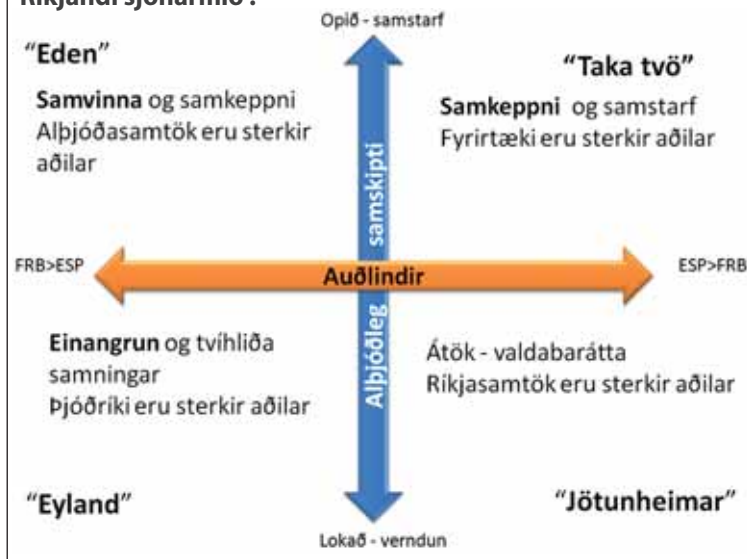 Ríkjandi sjónarmið :
Opið - samstarf
"Eden"
Samvinna og samkeppni
Alþjóðasamtök eru sterkir
aðilar
"Taka tvö"
Samkeppni og samstarf
Fyrirtæki eru sterkir aðilar
FRB>ESP
Auðlindir
ESP>FRB
Alþjóðleg samskipti
Einangrun og tvíhliða
samningar
Þjóðríki eru sterkir aðilar
Átök - valdabarátta
Ríkjasamtök eru sterkir aðilar
"Eyland"
"Jötunheimar"
Lokað - verndun